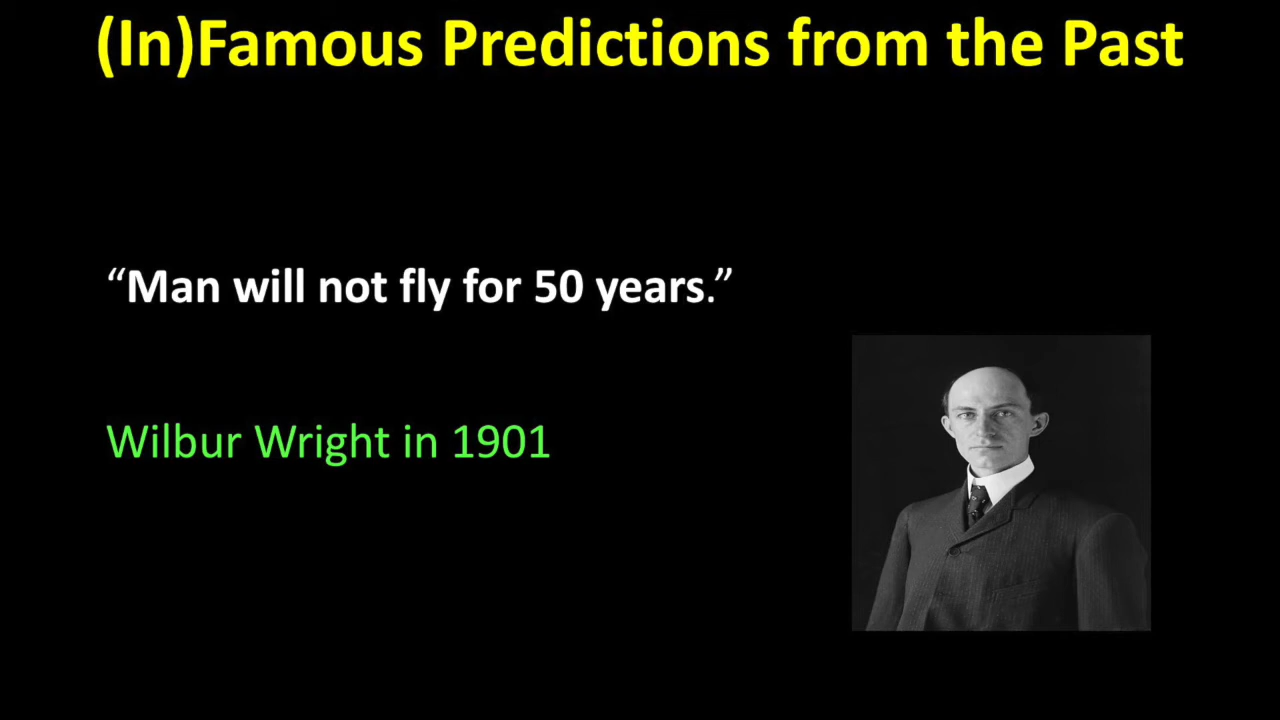 (In)Famous Predictions from the Past
“Man will not fly for 50 years.”
Wilbur Wright in 1901